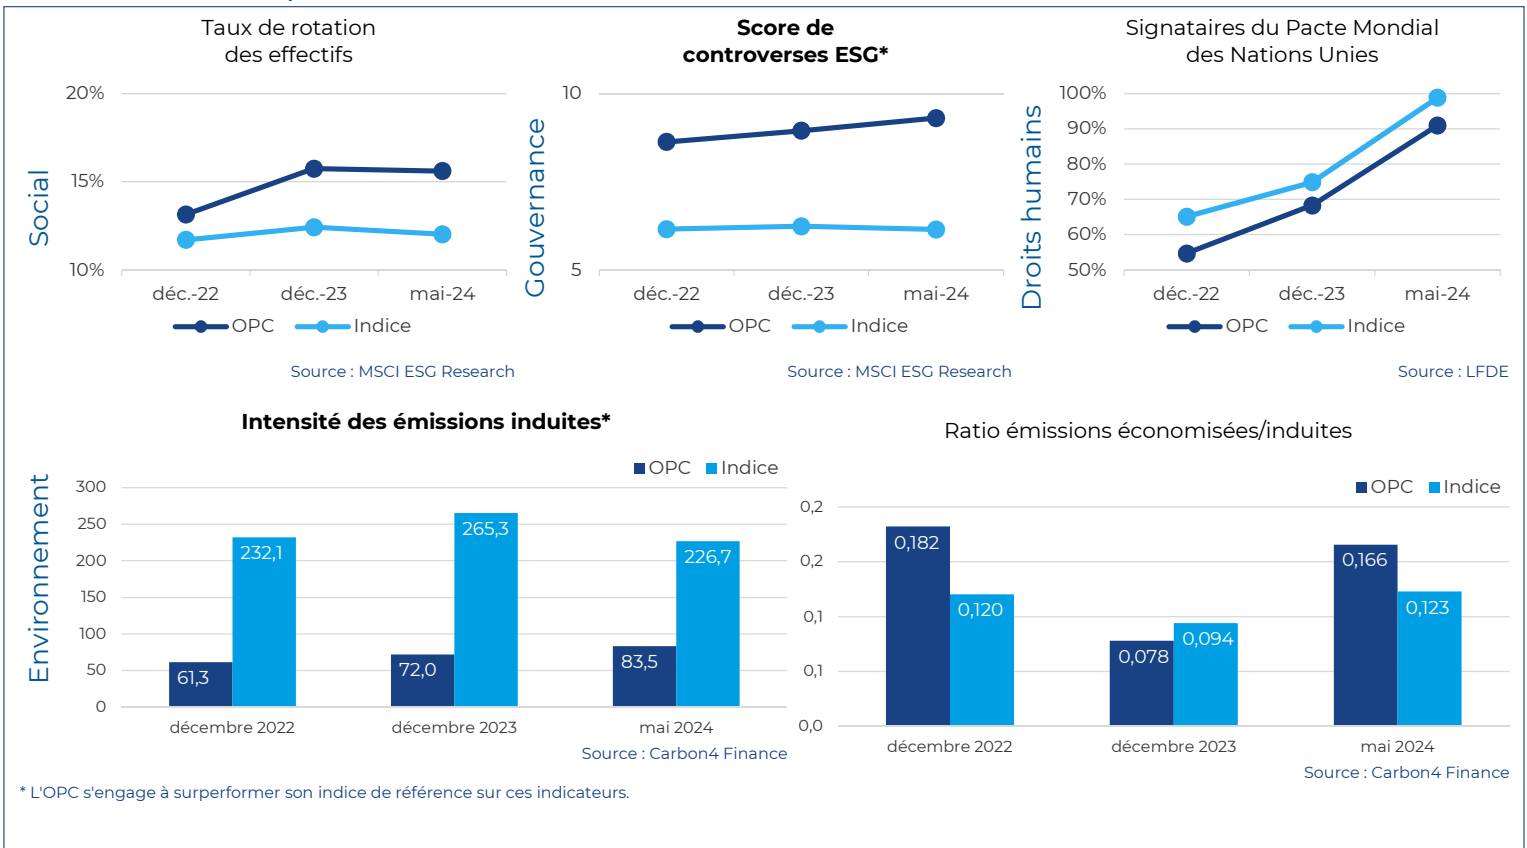 Taux de rotation
des effectifs
Social
20%
15%
10%
déc.-22
déc.-23
mai-24
OPC
Indice
Source : MSCI ESG Research
Score de
controverses ESG*
Gouvernance
10
5
déc.-22
déc.-23
mai-24
OPC
Indice
Source : MSCI ESG Research
Signataires du Pacte Mondial
des Nations Unies
Droits humains
100%
90%
80%
70%
60%
50%
déc.-22
déc.-23
mai-24
OPC
Indice
Source : LFDE
Intensité des émissions induites*
Environnement
OPC
Indice
300
250
200
150
100
50
0
61,3
232,1
72,0
265,3
83,5
226,7
décembre 2022
décembre 2023
mai 2024
Source : Carbon4 Finance
Ratio émissions économisées/induites
OPC
Indice
0,2
0,2
0,1
0,1
0,0
0,182
0,120
0,078
0,094
0,166
0,123
décembre 2022
décembre 2023
mai 2024
Source : Carbon4 Finance
* L'OPC s'engage à surperformer son indice de référence sur ces indicateurs.